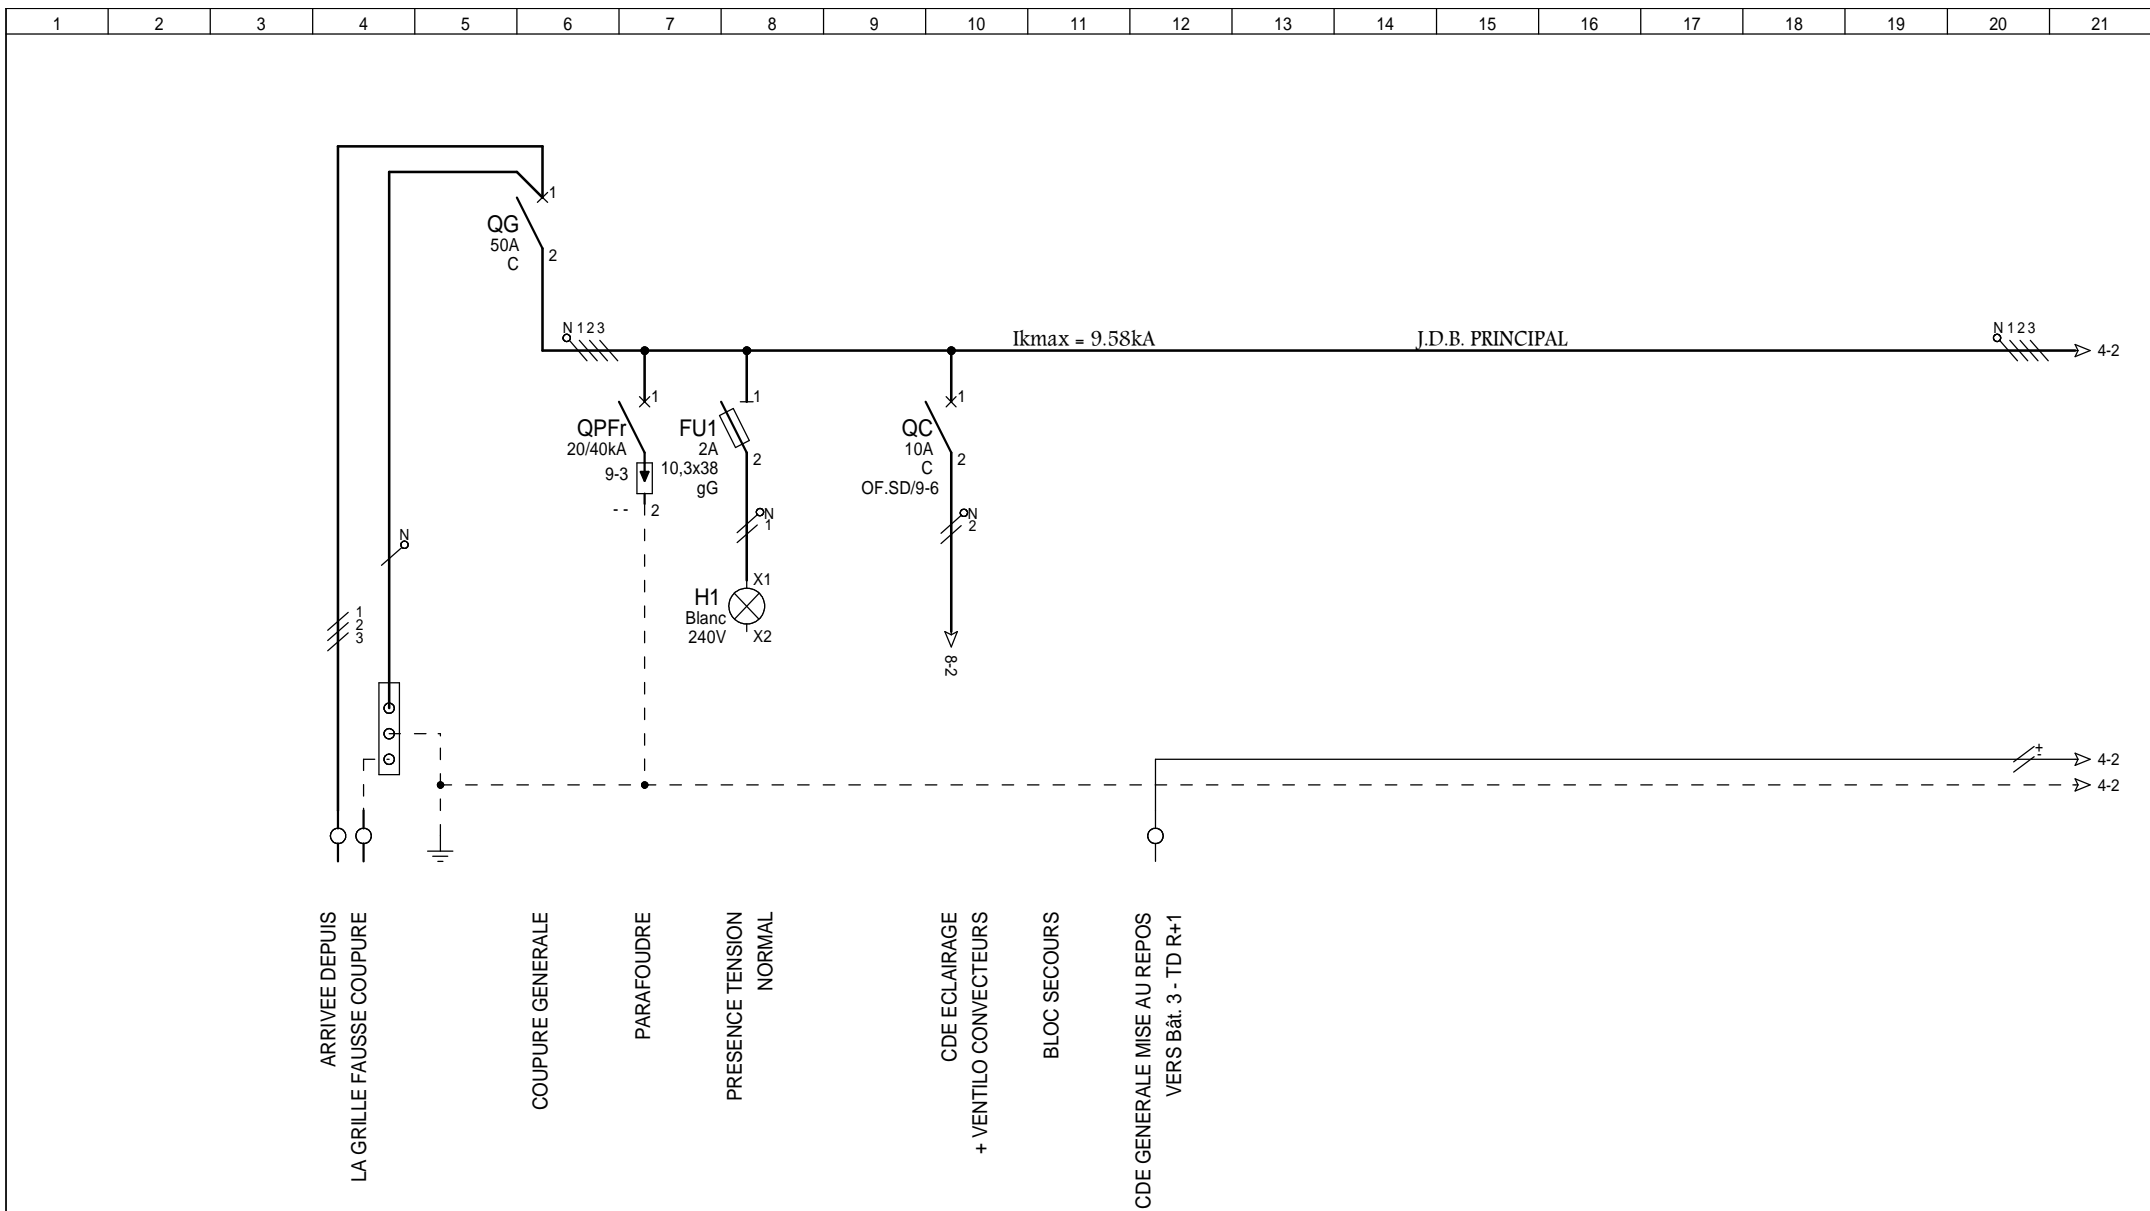 1 2 3 4 5 6 7 8 9 10 11 12 13 14 15 16 17 18 19 20 21
1
QG
50A
C
2
N 1 2 3
Ikmax = 9.58kA
J.D.B. PRINCIPAL
N 1 2 3
4-2
1
QPFr
20/40kA
9-3
- -
2
1
FU1
2A
10,3x38
gG
2
N
1
X1
H1
Blanc
240V
X2
1
QC
10A
C
OF.SD/9-6
2
N
2
8-2
N
1
2
3
+
-
4-2
4-2
ARRIVEE DEPUIS
LA GRILLE FAUSSE COUPURE
COUPURE GENERALE
PARAFOUDRE
PRESENCE TENSION
NORMAL
CDE ECLAIRAGE
+ VENTILO CONVECTEURS
BLOC SECOURS
CDE GENERALE MISE AU REPOS
VERS Bât. 3 - TD R+1